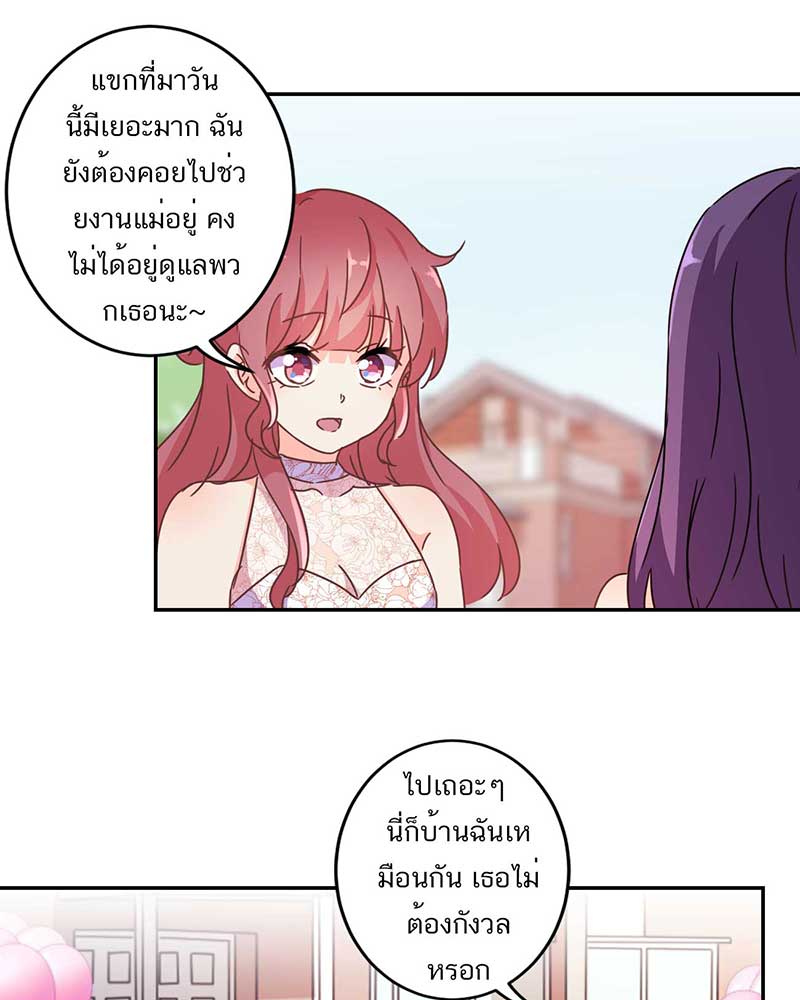 แขกที่มาวัน
นี้มีเยอะมาก ฉัน
ยังต้องคอยไปช่ว
ยงานแม่อยู่ คง
ไม่ได้อยู่ดูแลพว
กเธอนะ~
ไปเถอะๆ
นี่ก็บ้านฉันเห
มือนกัน เธอไม่
ต้องกังวล
หรอก